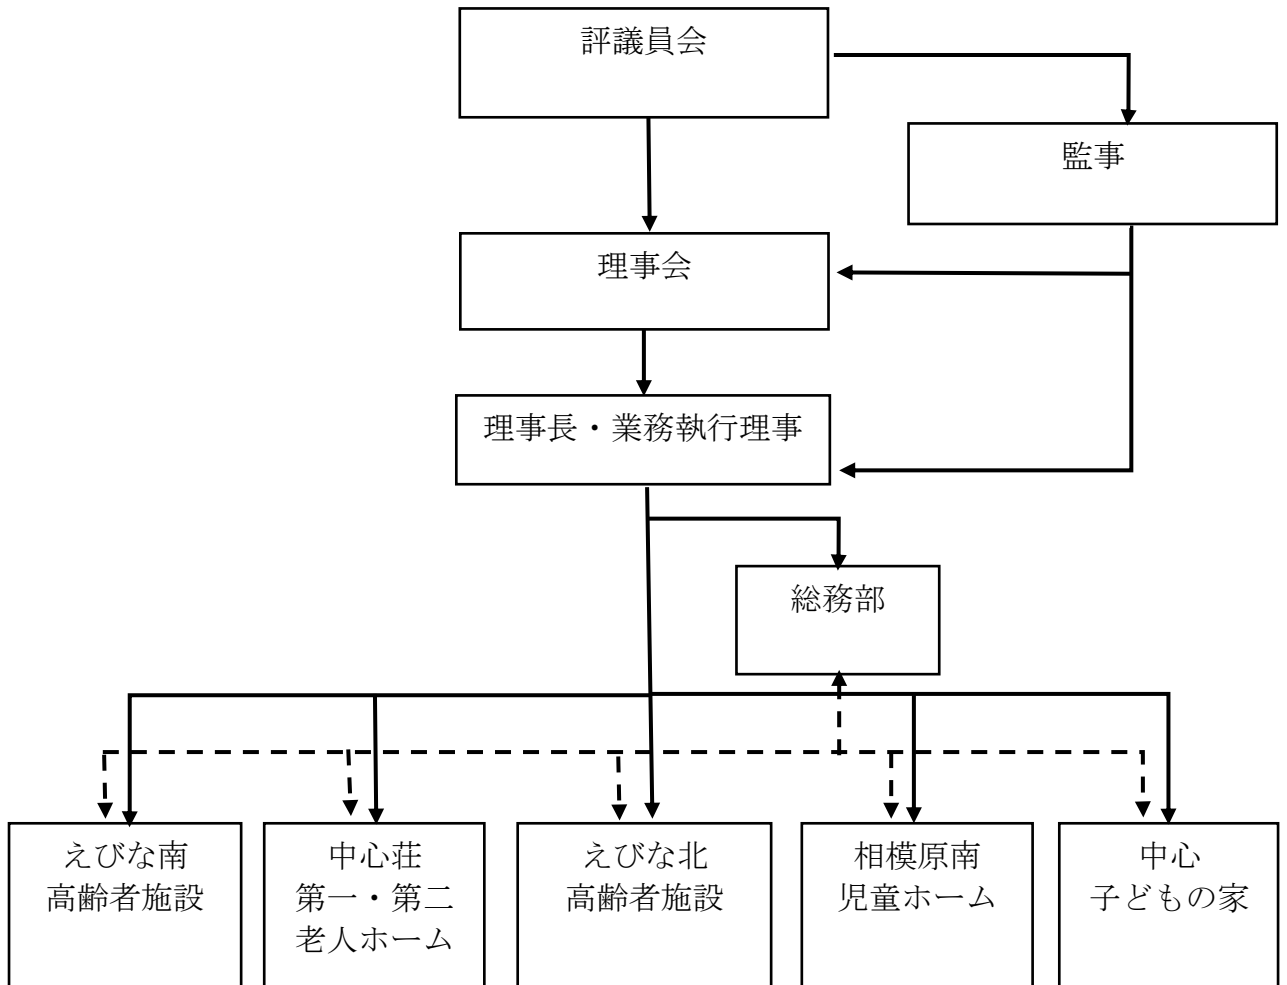 評議員会
監事
理事会
理事長・業務執行理事
総務部
えびな南
高齢者施設
中心荘
第一・第二
老人ホーム
えびな北
高齢者施設
相模原南
児童ホーム
中心
子どもの家